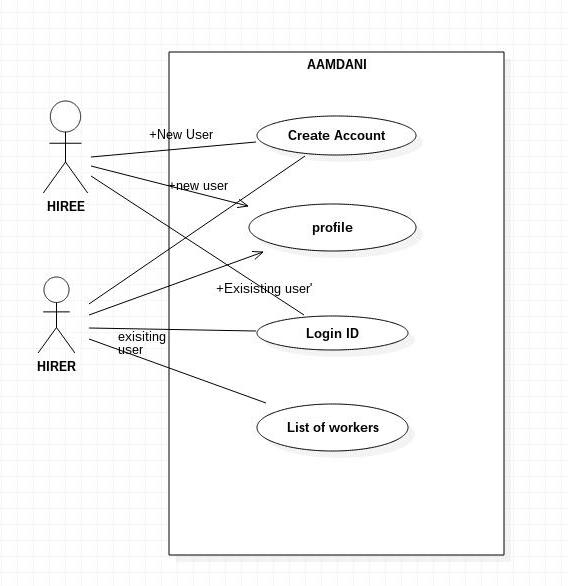 AAMDANI
+New User
Create Account
+new user
HIREE
profile
+Exisisting user'
Login ID
exisiting
user
HIRER
List of workers